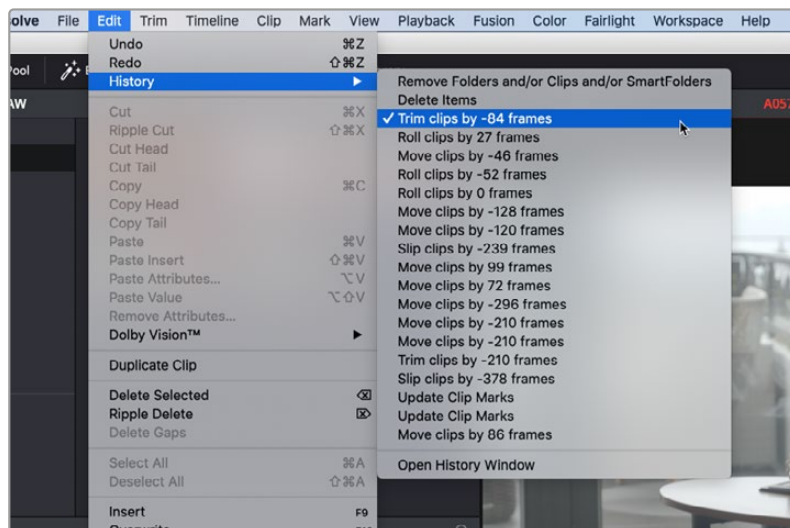 olve File Edit Trim Timeline Clip Mark View Playback Fusion Color Fairlight Workspace Help
Undo ⌘Z
Redo ⇧⌘Z
Pool
History ▶
AW
A057
Cut ⌘X
Ripple Cut ⇧⌘X
Cut Head
Cut Tail
Copy ⌘C
Copy Head
Copy Tail
Paste ⌘V
Paste Insert ⇧⌘V
Paste Attributes... ⌥V
Paste Value ⌥⇧V
Remove Attributes...
Dolby Vision™ ▶
Duplicate Clip
Delete Selected ⌫
Ripple Delete ⌦
Delete Gaps
Select All ⌘A
Deselect All ⇧⌘A
Insert F9
Remove Folders and/or Clips and/or SmartFolders
Delete Items
✓ Trim clips by -84 frames
Roll clips by 27 frames
Move clips by -46 frames
Roll clips by -52 frames
Roll clips by 0 frames
Move clips by -128 frames
Move clips by -120 frames
Slip clips by -239 frames
Move clips by 99 frames
Move clips by 72 frames
Move clips by -296 frames
Move clips by -210 frames
Move clips by -210 frames
Trim clips by -210 frames
Slip clips by -378 frames
Update Clip Marks
Update Clip Marks
Move clips by 86 frames
Open History Window